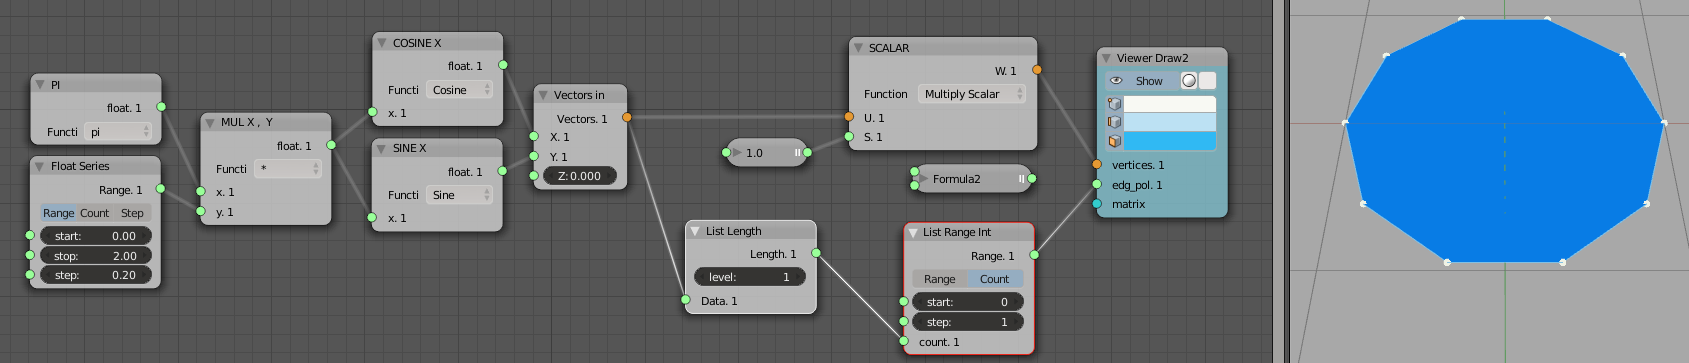 PI
float. 1
Functi pi
Float Series
Range. 1
Range Count Step
start: 0.00
stop: 2.00
step: 0.20
MUL X , Y
float. 1
Functi *
x. 1
y. 1
COSINE X
float. 1
Functi Cosine
x. 1
SINE X
float. 1
Functi Sine
x. 1
Vectors in
Vectors. 1
X. 1
Y. 1
Z: 0.000
List Length
Length. 1
level: 1
Data. 1
1.0
SCALAR
W. 1
Function Multiply Scalar
U. 1
S. 1
Formula2
List Range Int
Range. 1
Range Count
start: 0
step: 1
count. 1
Viewer Draw2
Show
vertices. 1
edg_pol. 1
matrix